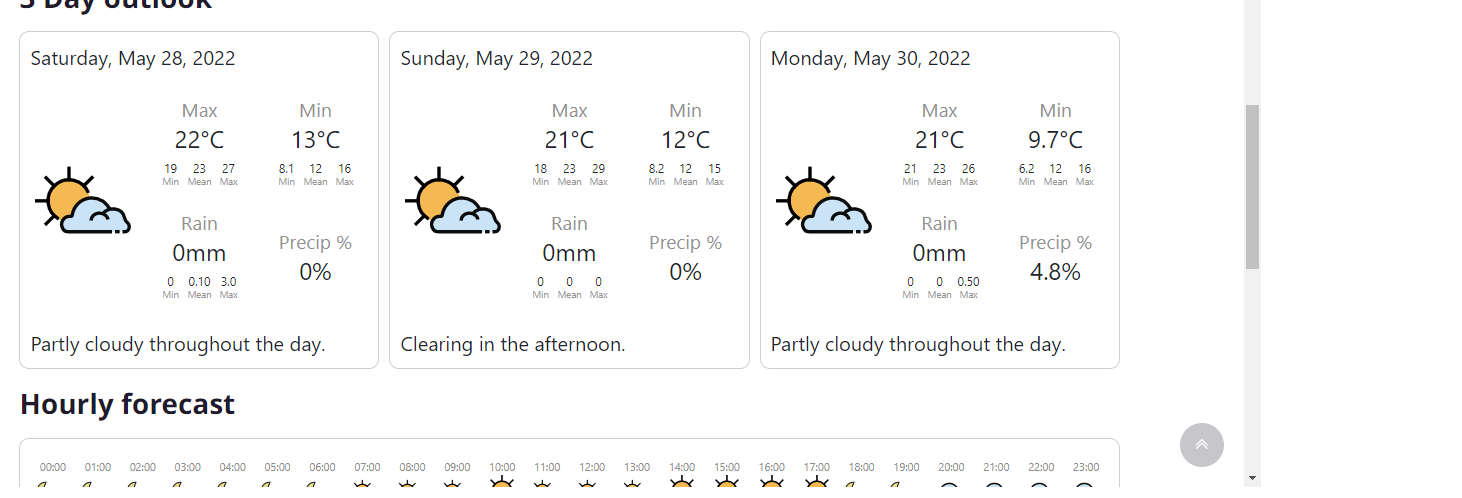 3 Day outlook
Saturday, May 28, 2022
Max Min
22°C 13°C
19 23 27 8.1 12 16
Min Mean Max Min Mean Max
Rain
Precip %
0mm
0%
0 0.10 3.0
Min Mean Max
Partly cloudy throughout the day.
Sunday, May 29, 2022
Max Min
21°C 12°C
18 23 29 8.2 12 15
Min Mean Max Min Mean Max
Rain
Precip %
0mm
0%
0 0 0
Min Mean Max
Clearing in the afternoon.
Monday, May 30, 2022
Max Min
21°C 9.7°C
21 23 26 6.2 12 16
Min Mean Max Min Mean Max
Rain
Precip %
0mm
4.8%
0 0 0.50
Min Mean Max
Partly cloudy throughout the day.
Hourly forecast
00:00 01:00 02:00 03:00 04:00 05:00 06:00 07:00 08:00 09:00 10:00 11:00 12:00 13:00 14:00 15:00 16:00 17:00 18:00 19:00 20:00 21:00 22:00 23:00